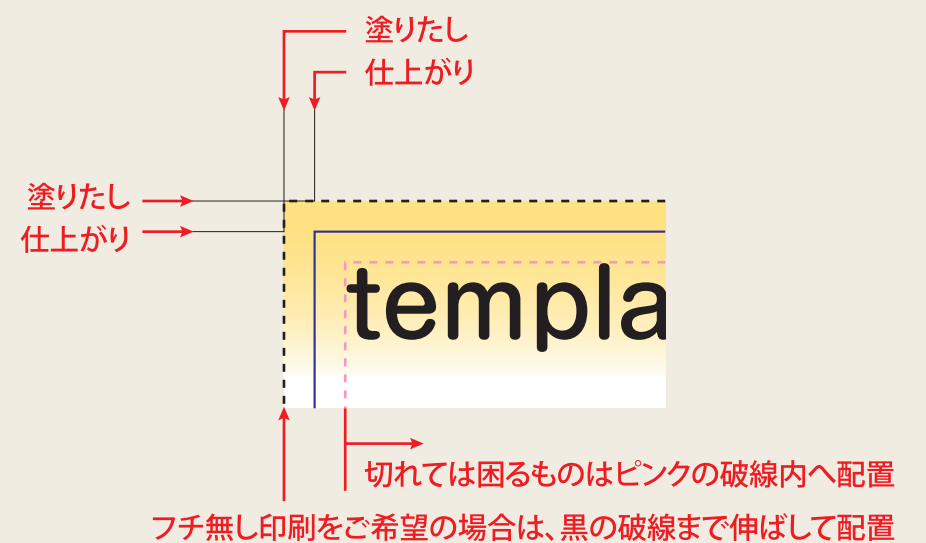 塗りたし
仕上がり
塗りたし
仕上がり
templa
切れては困るものはピンクの破線内へ配置
フチ無し印刷をご希望の場合は、黒の破線まで伸ばして配置